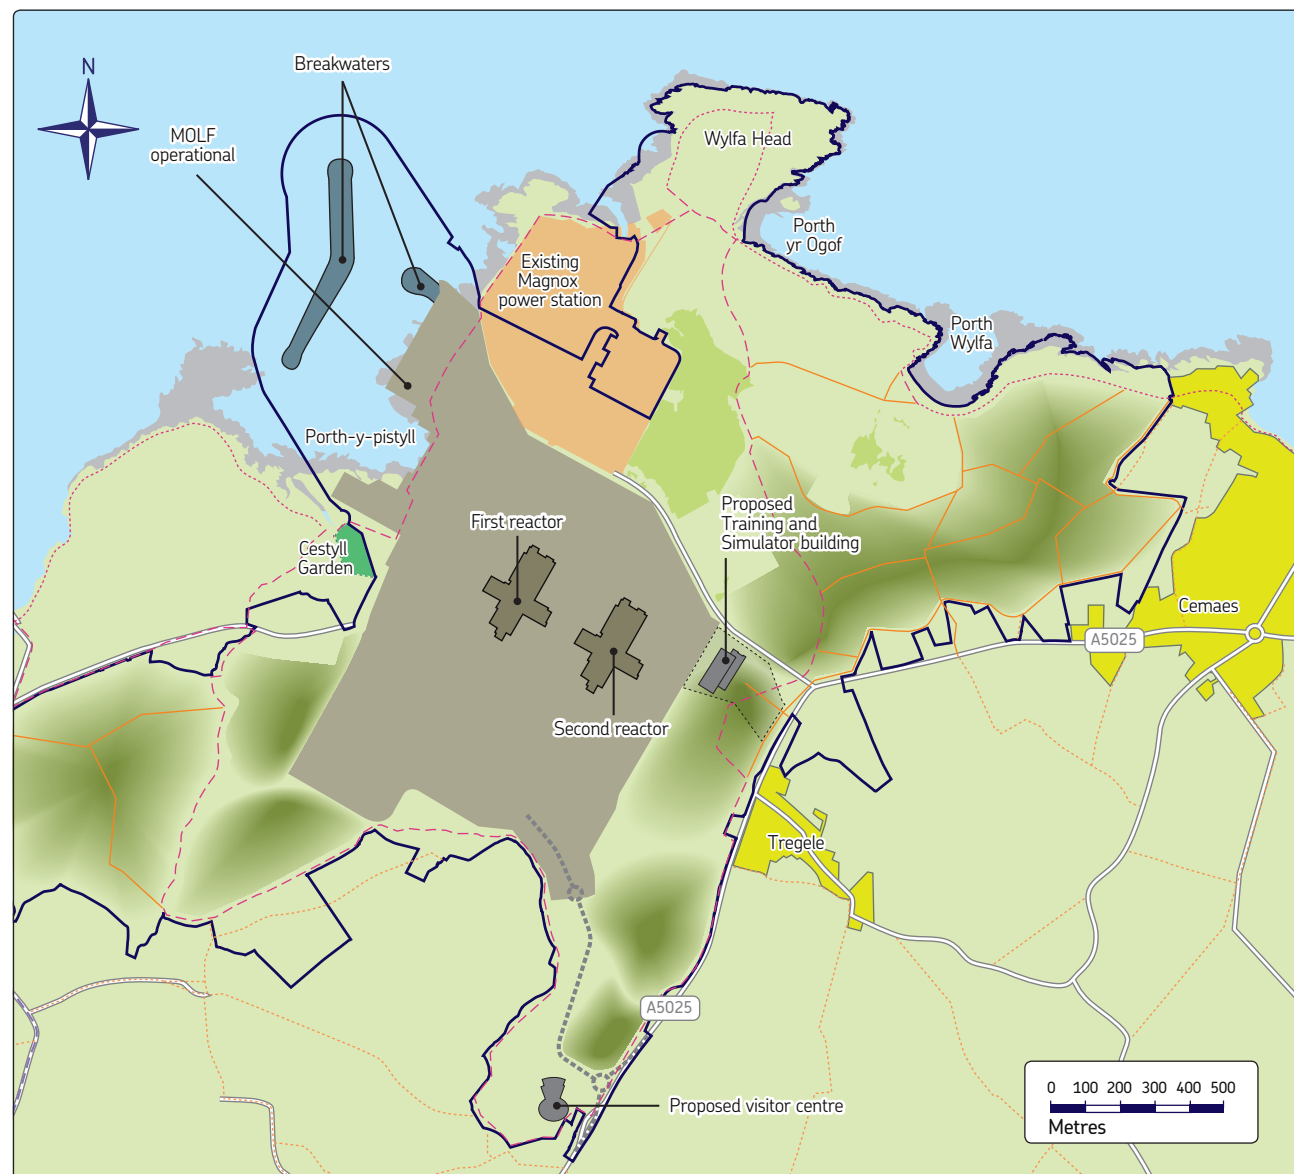 N
Breakwaters
MOLF
operational
Wylfa Head
Porth
yr Ogof
Existing
Magnox
power station
Porth
Wylfa
Porth-y-pistyll
Proposed
Training and
Simulator building
First reactor
Cestyll
Garden
Cemaes
A5025
Second reactor
Tregele
A5025
Proposed visitor centre
0 100 200 300 400 500
Metres